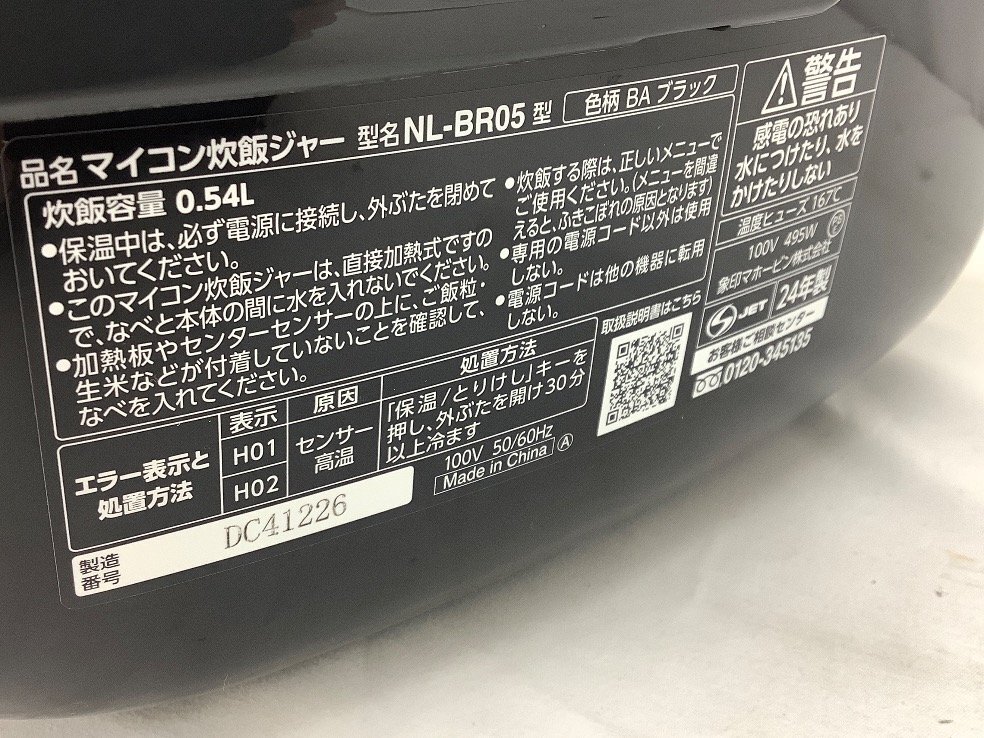 品名 マイコン炊飯ジャー 型名 NL-BR05 型 色柄 BA ブラック
炊飯容量 0.54L
●保温中は、必ず電源に接続し、外ぶたを閉めて
おいてください。
●このマイコン炊飯ジャーは、直接加熱式ですの
で、なべと本体の間に水を入れないでください。
●加熱板やセンターセンサーの上に、ご飯粒・
生米などが付着していないことを確認して、
なべを入れてください。
●炊飯する際は、正しいメニューで
ご使用ください。(メニューを間違
えると、ふきこぼれの原因となります)
●専用の電源コード以外は使用
しない。
●電源コードは他の機器に転用
しない。
警告
感電の恐れあり
水につけたり、水を
かけたりしない
温度ヒューズ 167℃
100V 495W
象印マホービン株式会社
JET 24年製
お客様ご相談センター
0120-345135
取扱説明書はこちら
エラー表示と
処置方法
表示 原因 処置方法
H01
H02
センサー
高温
「保温/とりけし」キーを
押し、外ぶたを開け30分
以上冷ます
100V 50/60Hz
Made in China A
製造
番号
DC41226